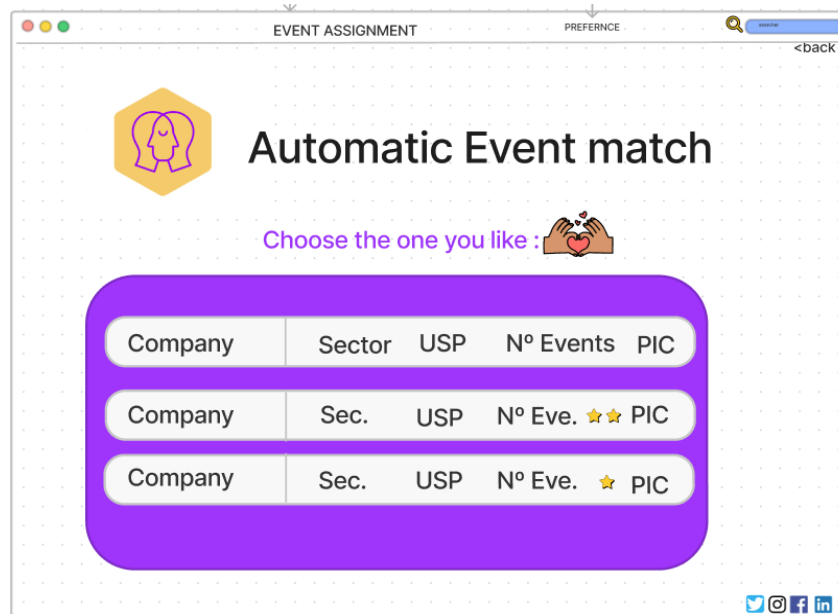 EVENT ASSIGNMENT PREFERNCE
<back
Automatic Event match
Choose the one you like :
Company Sector USP Nº Events PIC
Company Sec. USP Nº Eve. PIC
Company Sec. USP Nº Eve. PIC